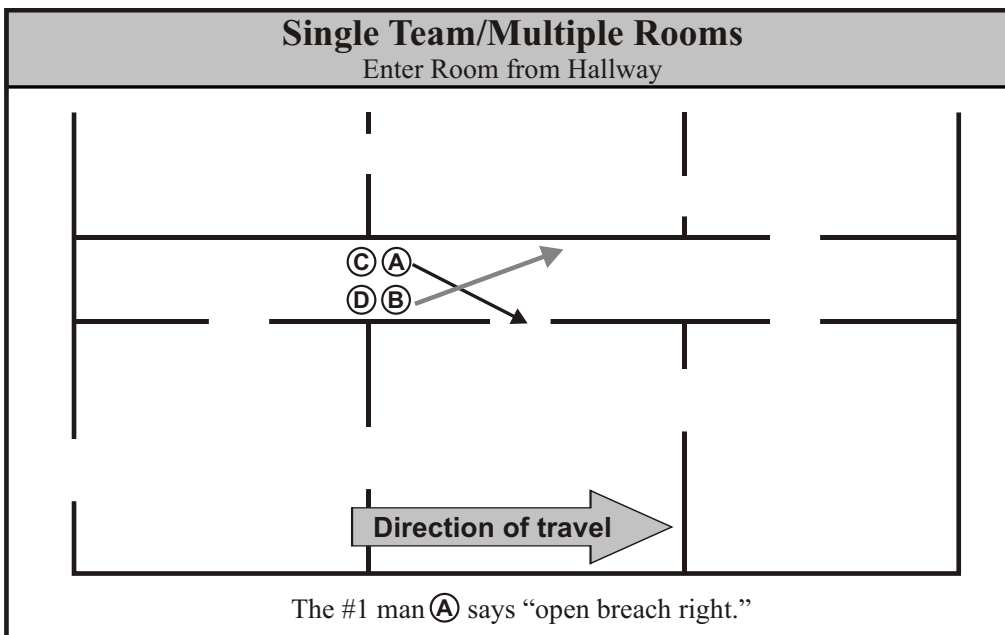 Single Team/Multiple Rooms
Enter Room from Hallway
C A
D B
Direction of travel
The #1 man A says “open breach right.”